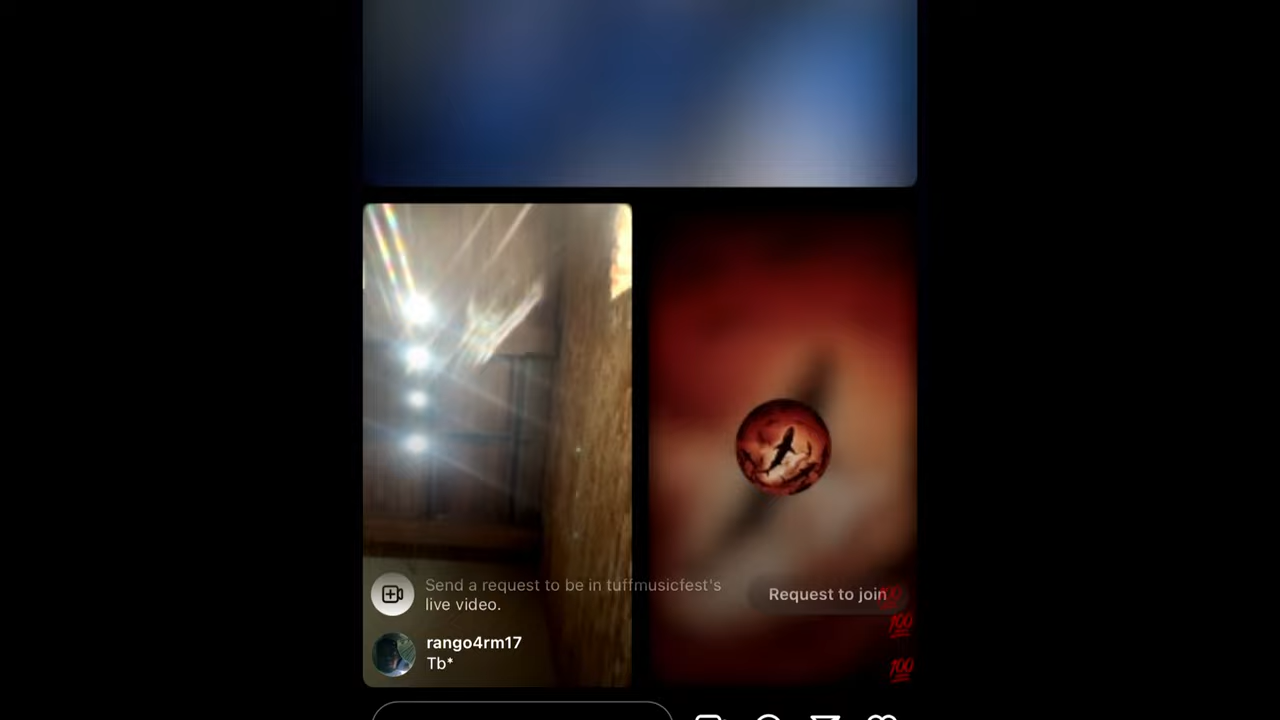 Send a request to be in tuffmusicfest's
live video.
Request to join
rango4rm17
Tb*
💯
💯
💯